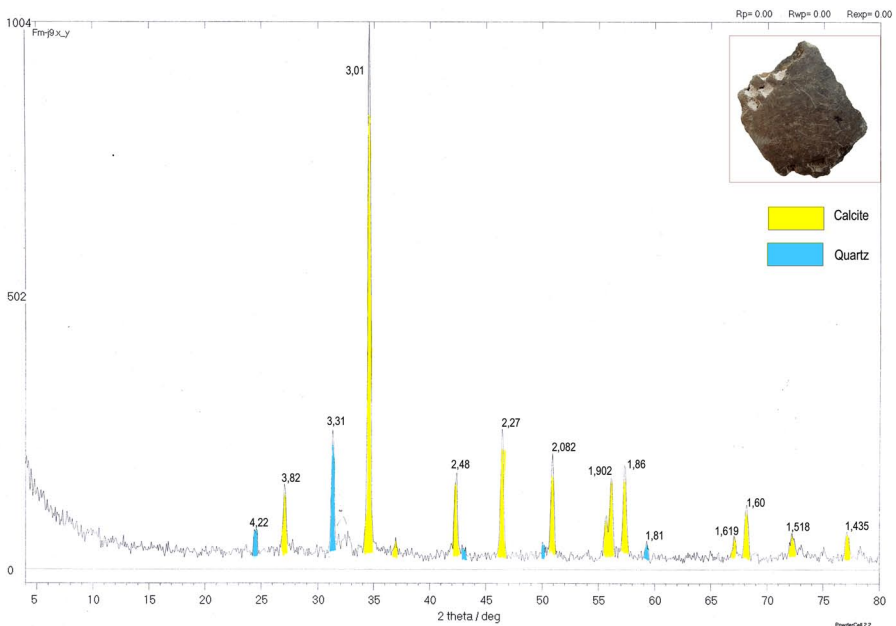 Rp= 0.00 Rwp= 0.00 Rexp= 0.00
1004
Fm-j9.x_y
3,01
Calcite
Quartz
502
3,31
2,27
3,82
2,48
2,082
1,902
1,86
4,22
1,81
1,619
1,60
1,518
1,435
0
5 10 15 20 25 30 35 40 45 50 55 60 65 70 75 80
2 theta / deg
PowderCell 2.2